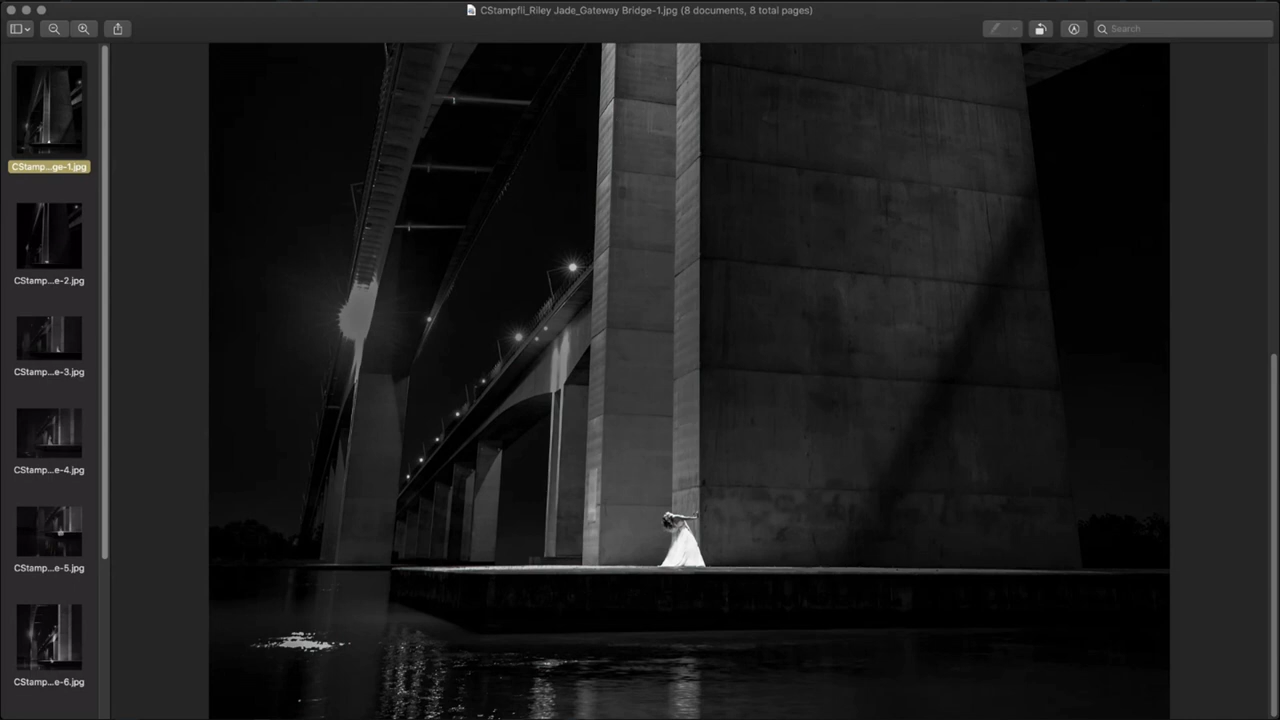 CStampfli_Riley Jade_Gateway Bridge-1.jpg (8 documents, 8 total pages)
Search
CStamp...ge-1.jpg
CStamp...e-2.jpg
CStamp...e-3.jpg
CStamp...e-4.jpg
CStamp...e-5.jpg
CStamp...e-6.jpg